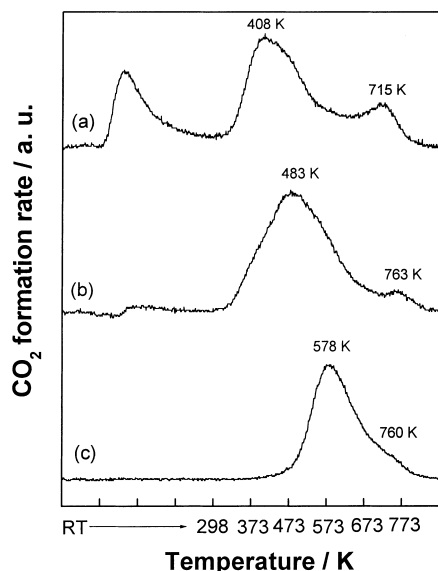 408 K
715 K
(a)
483 K
763 K
(b)
578 K
760 K
(c)
CO₂ formation rate / a. u.
RT 298 373 473 573 673 773
Temperature / K